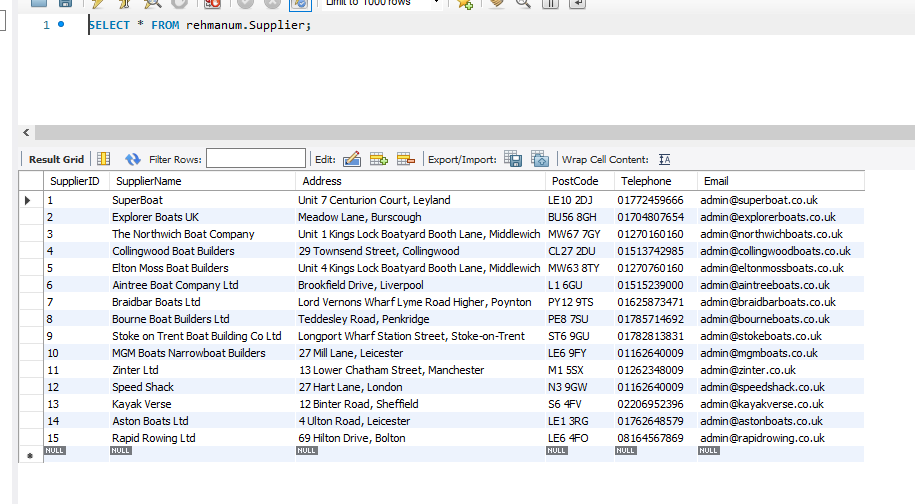 Limit to 1000 rows
1 SELECT * FROM rehmanum.Supplier;
Result Grid Filter Rows: Edit: Export/Import: Wrap Cell Content: IA
SupplierID SupplierName Address PostCode Telephone Email
1 SuperBoat Unit 7 Centurion Court, Leyland LE10 2DJ 01772459666 admin@superboat.co.uk
2 Explorer Boats UK Meadow Lane, Burscough BU56 8GH 01704807654 admin@explorerboats.co.uk
3 The Northwich Boat Company Unit 1 Kings Lock Boatyard Booth Lane, Middlewich MW67 7GY 01270160160 admin@northwichboats.co.uk
4 Collingwood Boat Builders 29 Townsend Street, Collingwood CL27 2DU 01513742985 admin@collingwoodboats.co.uk
5 Elton Moss Boat Builders Unit 4 Kings Lock Boatyard Booth Lane, Middlewich MW63 8TY 01270760160 admin@eltonmossboats.co.uk
6 Aintree Boat Company Ltd Brookfield Drive, Liverpool L1 6GU 01515239000 admin@aintreeboats.co.uk
7 Braidbar Boats Ltd Lord Vernons Wharf Lyme Road Higher, Poynton PY12 9TS 01625873471 admin@braidbarboats.co.uk
8 Bourne Boat Builders Ltd Teddesley Road, Penkridge PE8 7SU 01785714692 admin@bourneboats.co.uk
9 Stoke on Trent Boat Building Co Ltd Longport Wharf Station Street, Stoke-on-Trent ST6 9GU 01782813831 admin@stokeboats.co.uk
10 MGM Boats Narrowboat Builders 27 Mill Lane, Leicester LE6 9FY 01162640009 admin@mgmboats.co.uk
11 Zinter Ltd 13 Lower Chatham Street, Manchester M1 5SX 01262348009 admin@zinter.co.uk
12 Speed Shack 27 Hart Lane, London N3 9GW 01162640009 admin@speedshack.co.uk
13 Kayak Verse 12 Binter Road, Sheffield S6 4FV 02206952396 admin@kayakverse.co.uk
14 Aston Boats Ltd 4 Ulton Road, Leicester LE1 3RG 01762648579 admin@astonboats.co.uk
15 Rapid Rowing Ltd 69 Hilton Drive, Bolton LE6 4FO 08164567869 admin@rapidrowing.co.uk
NULL NULL NULL NULL NULL NULL